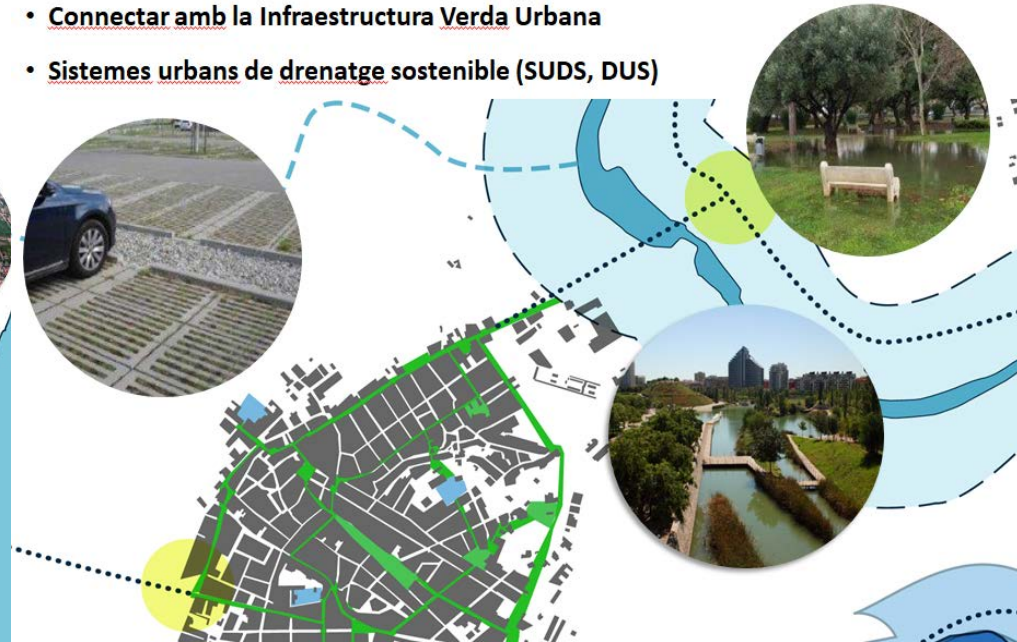 • Connectar amb la Infraestructura Verda Urbana
• Sistemes urbans de drenatge sostenible (SUDS, DUS)